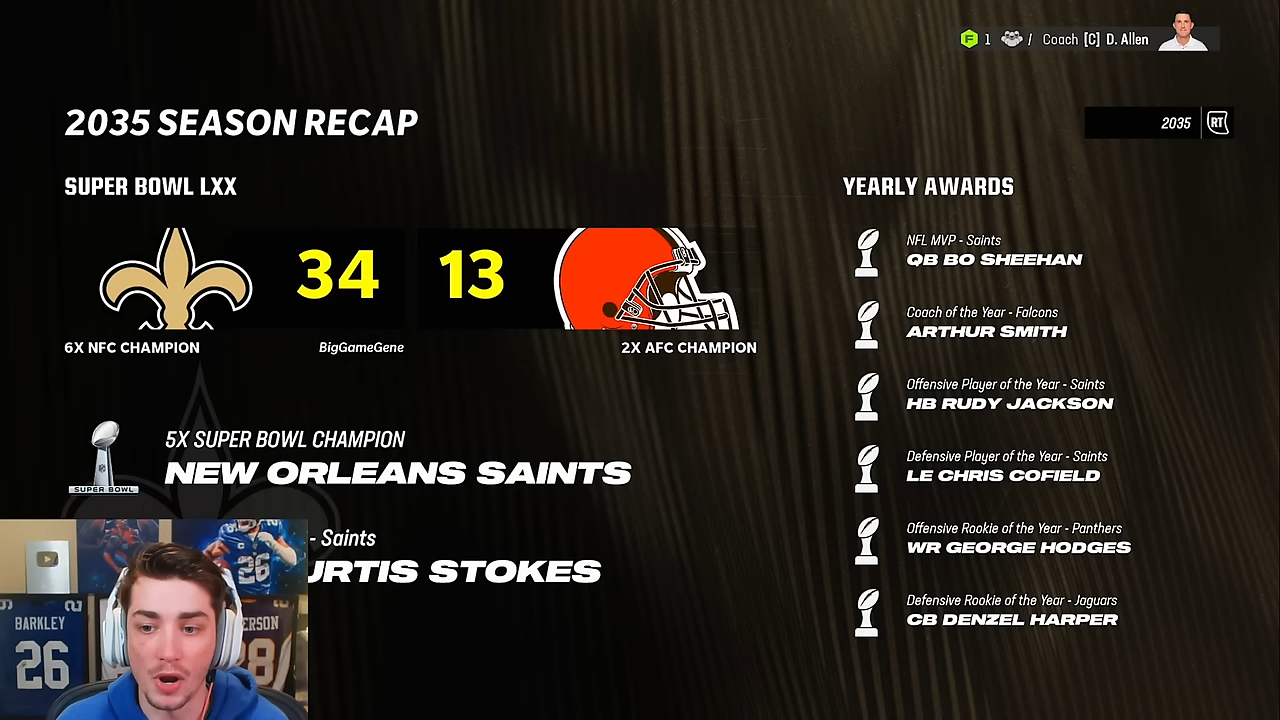 1 / Coach [C] D. Allen
2035 SEASON RECAP
2035 RT
SUPER BOWL LXX
34 13
6X NFC CHAMPION BigGameGene 2X AFC CHAMPION
5X SUPER BOWL CHAMPION
NEW ORLEANS SAINTS
SUPER BOWL
- Saints
URTIS STOKES
YEARLY AWARDS
NFL MVP - Saints
QB BO SHEEHAN
Coach of the Year - Falcons
ARTHUR SMITH
Offensive Player of the Year - Saints
HB RUDY JACKSON
Defensive Player of the Year - Saints
LE CHRIS COFIELD
Offensive Rookie of the Year - Panthers
WR GEORGE HODGES
Defensive Rookie of the Year - Jaguars
CB DENZEL HARPER
BARKLEY
26
26
ERSON